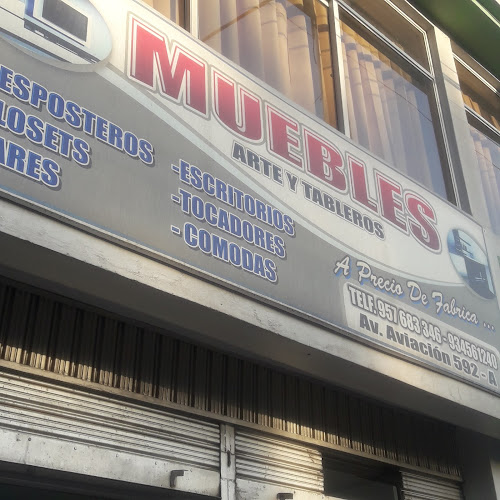 MUEBLES
ARTE Y TABLEROS
ESPOSTEROS
LOSETS
ARES
-ESCRITORIOS
-TOCADORES
- COMODAS
A Precio De Fabrica ...
TELF. 957 683 346 - 984561240
Av. Aviación 592 - A